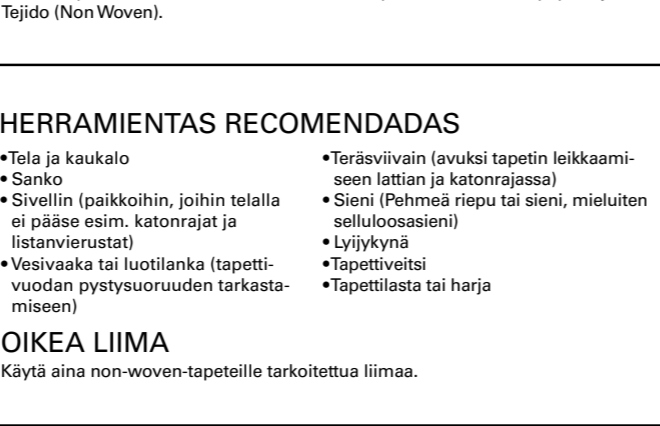 Tejido (Non Woven).
HERRAMIENTAS RECOMENDADAS
•Tela ja kaukalo
• Sanko
• Sivellin (paikkoihin, joihin telalla
ei pääse esim. katonrajat ja
listanvierustat)
• Vesivaaka tai luotilanka (tapetti-
vuodan pystysuoruuden tarkasta-
miseen)
•Teräsviivain (avuksi tapetin leikkaami-
seen lattian ja katonrajassa)
• Sieni (Pehmeä riepu tai sieni, mieluiten
selluloosasieni)
• Lyijykynä
•Tapettiveitsi
•Tapettilasta tai harja
OIKEA LIIMA
Käytä aina non-woven-tapeteille tarkoitettua liimaa.